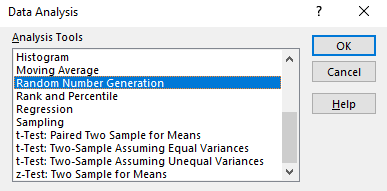 Data Analysis
? ×
Analysis Tools
OK
Histogram
Moving Average
Cancel
Random Number Generation
Rank and Percentile
Help
Regression
Sampling
t-Test: Paired Two Sample for Means
t-Test: Two-Sample Assuming Equal Variances
t-Test: Two-Sample Assuming Unequal Variances
z-Test: Two Sample for Means